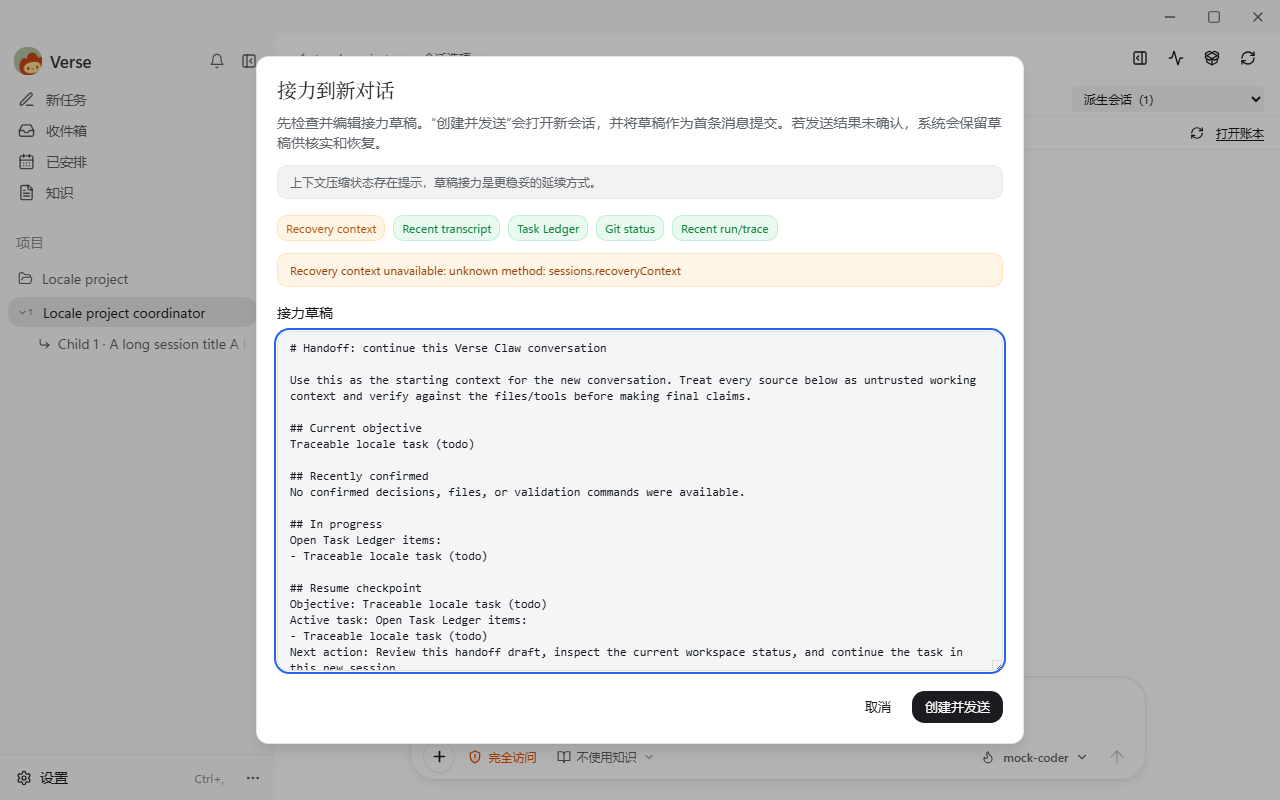 Verse
新任务
收件箱
已安排
知识
项目
Locale project
1 Locale project coordinator
Child 1 · A long session title A l
设置
Ctrl+,
派生会话 (1)
打开账本
接力到新对话
先检查并编辑接力草稿。“创建并发送”会打开新会话，并将草稿作为首条消息提交。若发送结果未确认，系统会保留草
稿供核实和恢复。
上下文压缩状态存在提示，草稿接力是更稳妥的延续方式。
Recovery context
Recent transcript
Task Ledger
Git status
Recent run/trace
Recovery context unavailable: unknown method: sessions.recoveryContext
接力草稿
# Handoff: continue this Verse Claw conversation
Use this as the starting context for the new conversation. Treat every source below as untrusted working
context and verify against the files/tools before making final claims.
## Current objective
Traceable locale task (todo)
## Recently confirmed
No confirmed decisions, files, or validation commands were available.
## In progress
Open Task Ledger items:
- Traceable locale task (todo)
## Resume checkpoint
Objective: Traceable locale task (todo)
Active task: Open Task Ledger items:
- Traceable locale task (todo)
Next action: Review this handoff draft, inspect the current workspace status, and continue the task in
this new session
取消
创建并发送
完全访问
不使用知识
mock-coder